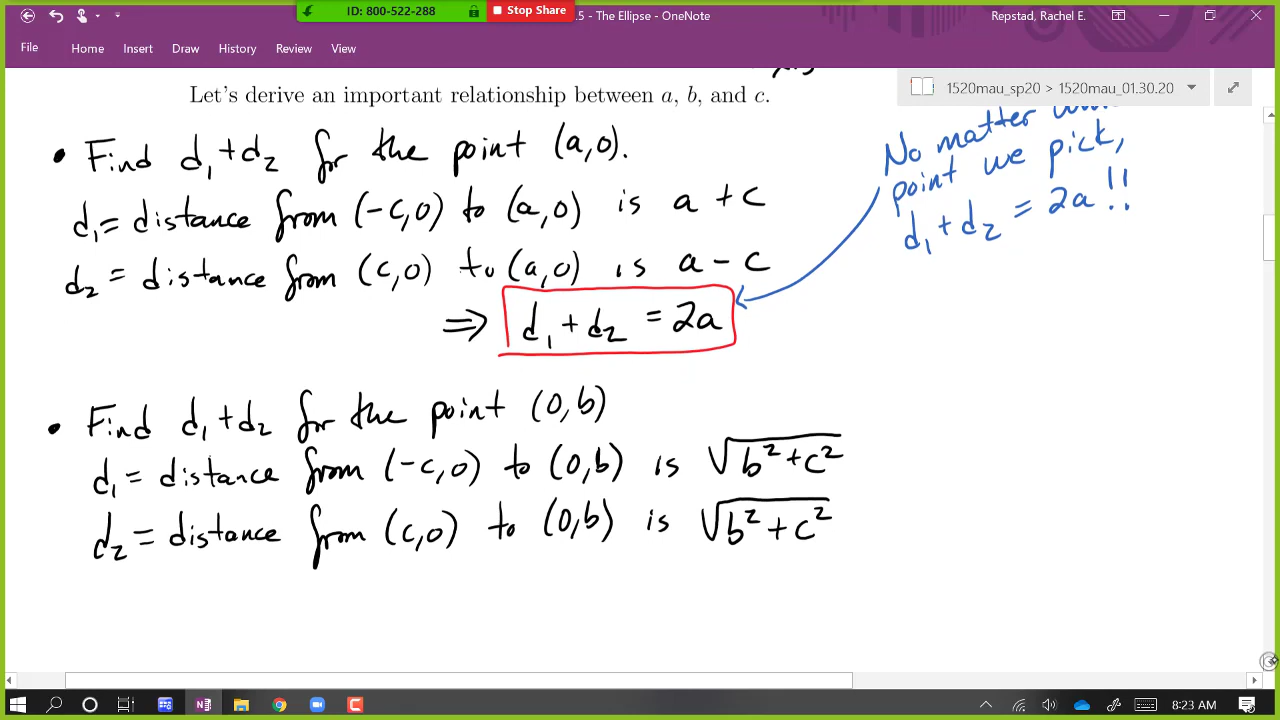 ID: 800-522-288
Stop Share
.5 - The Ellipse - OneNote
Repstad, Rachel E.
File
Home
Insert
Draw
History
Review
View
1520mau_sp20 > 1520mau_01.30.20
Let's derive an important relationship between a, b, and c.
• Find d₁+d₂ for the point (a,0).
d₁= distance from (-c,0) to (a,0) is a + c
d₂ = distance from (c,0) to (a,0) is a - c
⇒ d₁ + d₂ = 2a
No matter
point we pick,
d₁ + d₂ = 2a !!
• Find d₁+d₂ for the point (0,b)
d₁ = distance from (-c,0) to (0,b) is √(b² + c²)
d₂ = distance from (c,0) to (0,b) is √(b² + c²)
8:23 AM